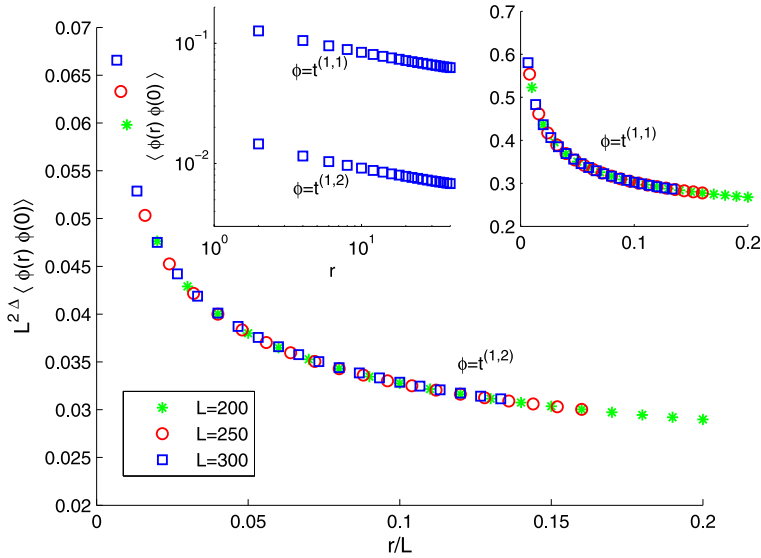 0.07
0.065
0.06
0.055
0.05
0.045
0.04
0.035
0.03
0.025
0.02
L^{2 Δ} ⟨ ϕ(r) ϕ(0)⟩
0 0.05 0.1 0.15 0.2
r/L
ϕ=t^{(1,2)}
L=200
L=250
L=300
10^{-1}
10^{-2}
⟨ ϕ(r) ϕ(0) ⟩
ϕ=t^{(1,1)}
ϕ=t^{(1,2)}
10^{0} 10^{1}
r
0.7
0.6
0.5
0.4
0.3
0.2
ϕ=t^{(1,1)}
0 0.1 0.2